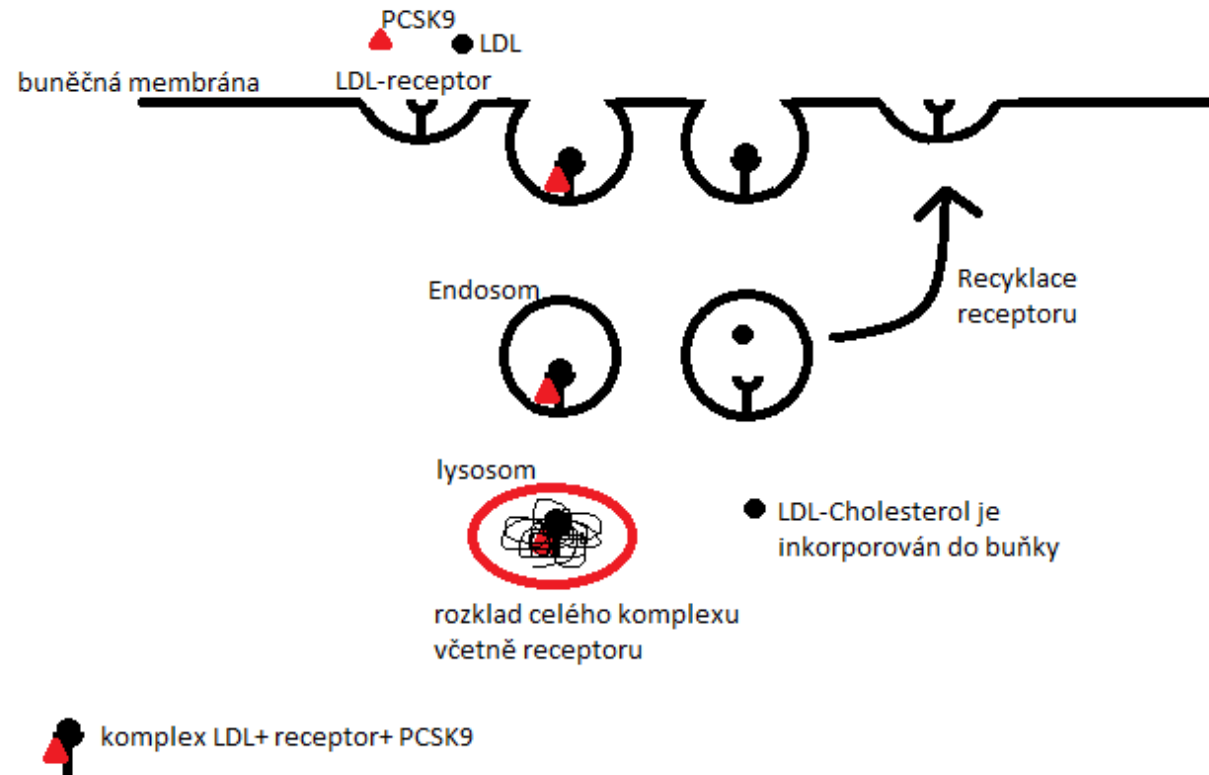 PCSK9
LDL
buněčná membrána
LDL-receptor
Endosom
Recyklace
receptoru
lysosom
LDL-Cholesterol je
inkorporován do buňky
rozklad celého komplexu
včetně receptoru
komplex LDL+ receptor+ PCSK9